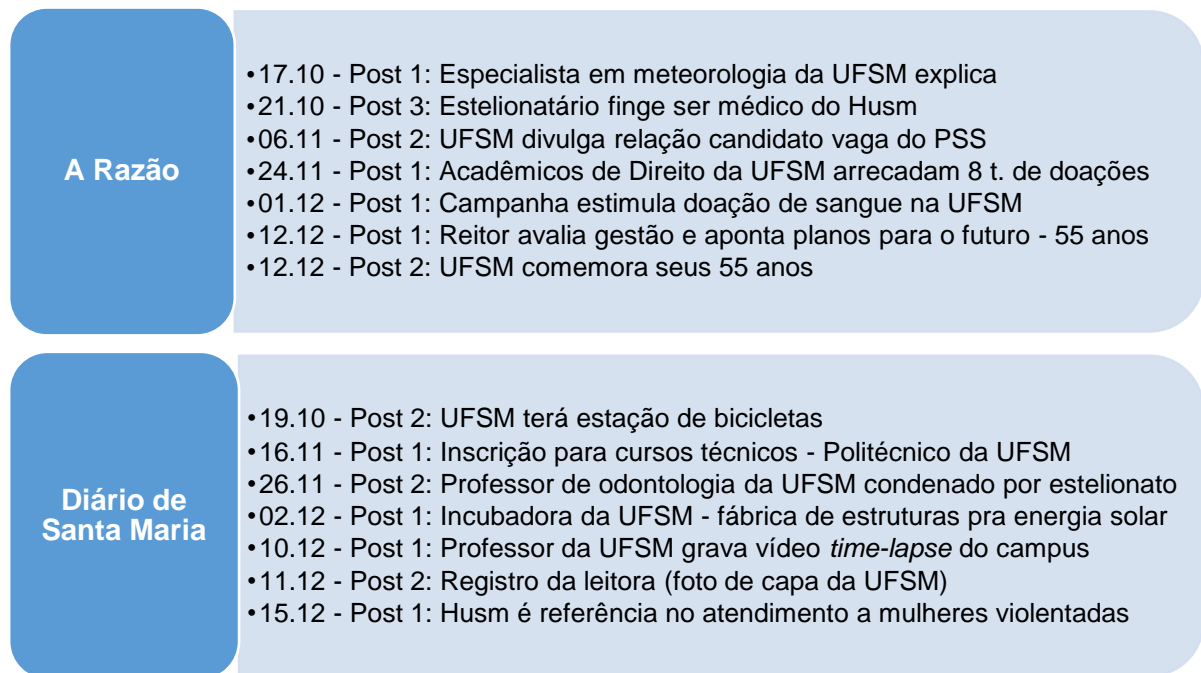 A Razão
•17.10 - Post 1: Especialista em meteorologia da UFSM explica
•21.10 - Post 3: Estelionatário finge ser médico do Husm
•06.11 - Post 2: UFSM divulga relação candidato vaga do PSS
•24.11 - Post 1: Acadêmicos de Direito da UFSM arrecadam 8 t. de doações
•01.12 - Post 1: Campanha estimula doação de sangue na UFSM
•12.12 - Post 1: Reitor avalia gestão e aponta planos para o futuro - 55 anos
•12.12 - Post 2: UFSM comemora seus 55 anos
Diário de
Santa Maria
•19.10 - Post 2: UFSM terá estação de bicicletas
•16.11 - Post 1: Inscrição para cursos técnicos - Politécnico da UFSM
•26.11 - Post 2: Professor de odontologia da UFSM condenado por estelionato
•02.12 - Post 1: Incubadora da UFSM - fábrica de estruturas pra energia solar
•10.12 - Post 1: Professor da UFSM grava vídeo time-lapse do campus
•11.12 - Post 2: Registro da leitora (foto de capa da UFSM)
•15.12 - Post 1: Husm é referência no atendimento a mulheres violentadas